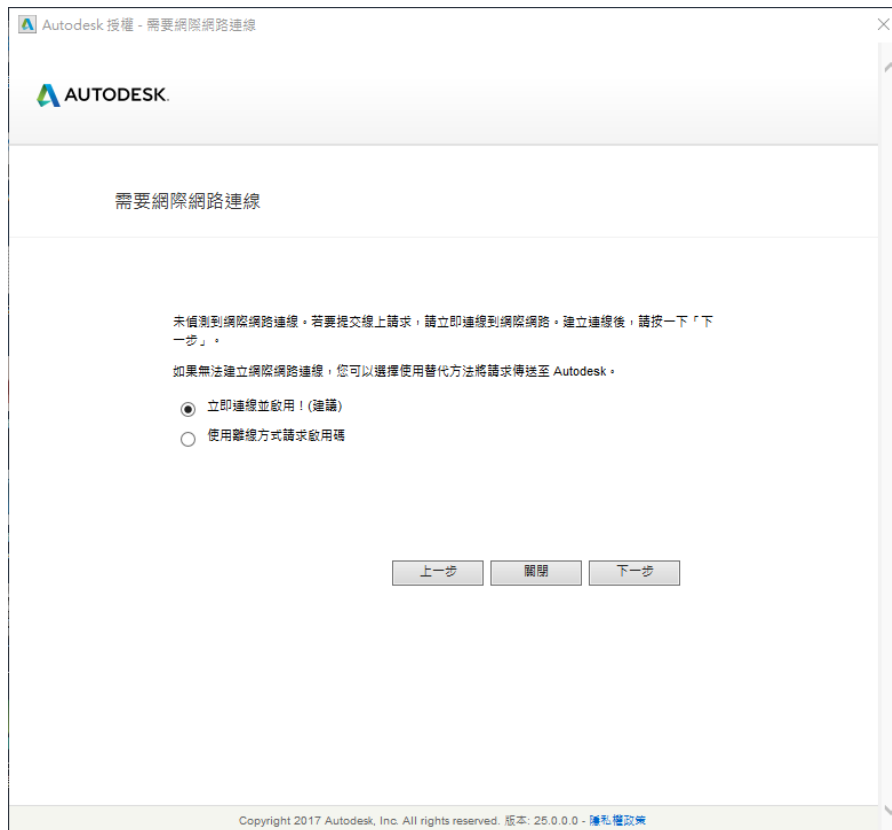 Autodesk 授權 - 需要網際網路連線
AUTODESK.
需要網際網路連線
未偵測到網際網路連線。若要提交線上請求，請立即連線到網際網路。建立連線後，請按一下「下
一步」。
如果無法建立網際網路連線，您可以選擇使用替代方法將請求傳送至 Autodesk。
立即連線並啟用！(建議)
使用離線方式請求啟用碼
上一步 關閉 下一步
Copyright 2017 Autodesk, Inc. All rights reserved. 版本: 25.0.0.0 - 隱私權政策